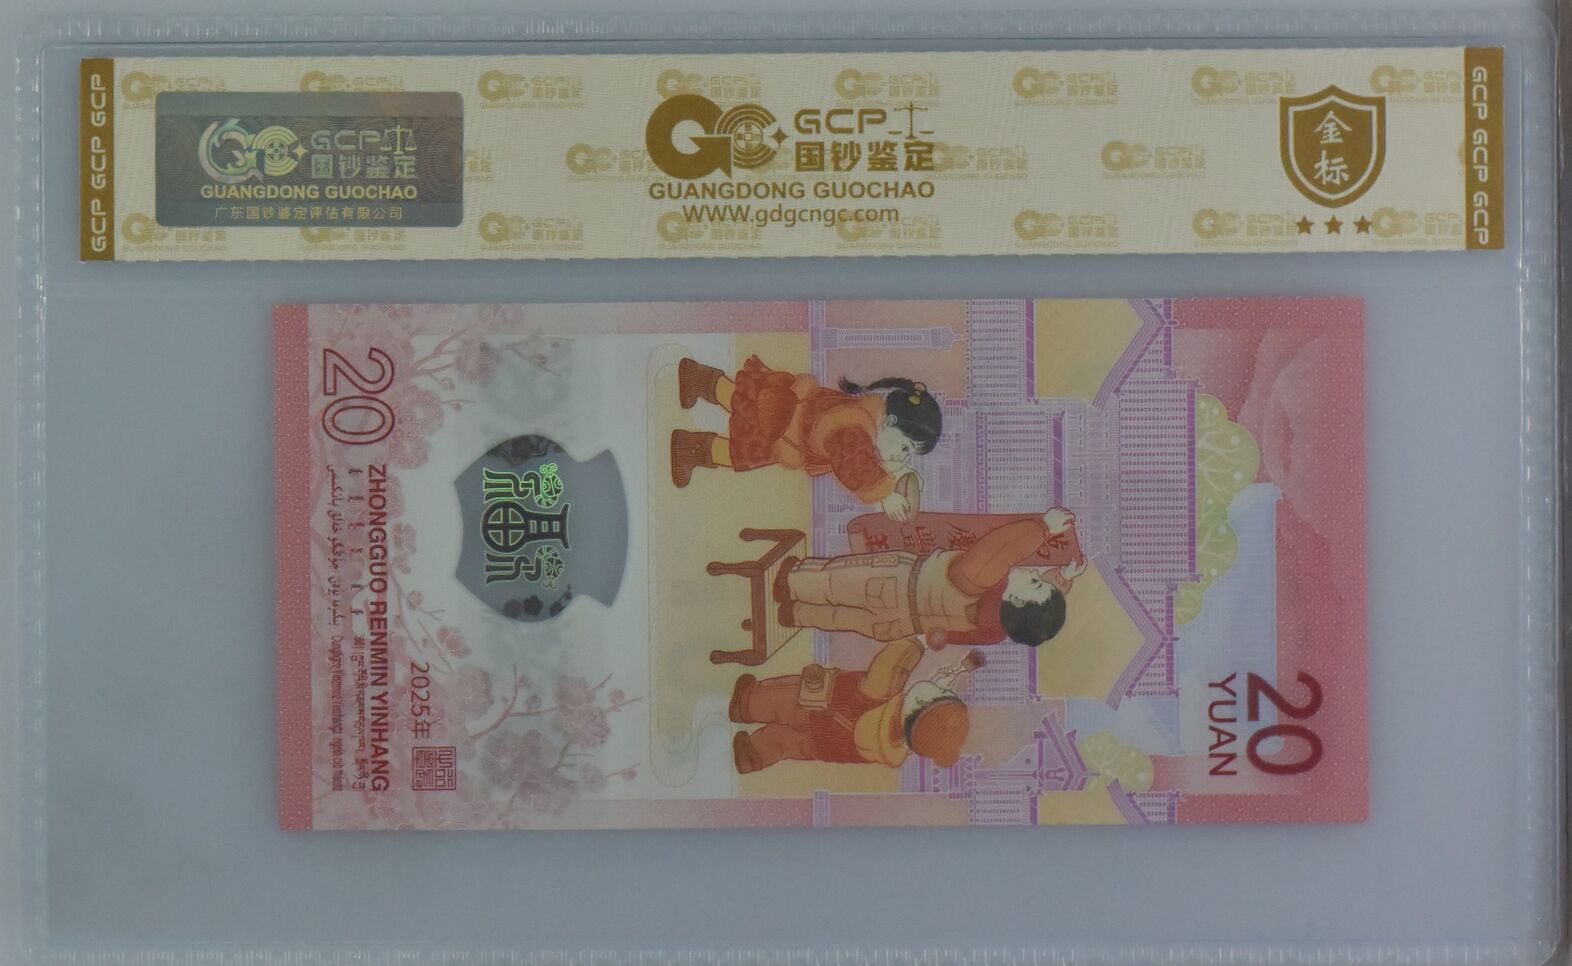 GCP GCP GCP
GCP
国钞鉴定
GUANGDONG GUOCHAO
广东国钞鉴定评估有限公司
GCP
国钞鉴定
GUANGDONG GUOCHAO
WWW.gdgcngc.com
金标
GCP GCP GCP
20
YUAN
20
ZHONGGUO RENMIN YINHANG
2025年